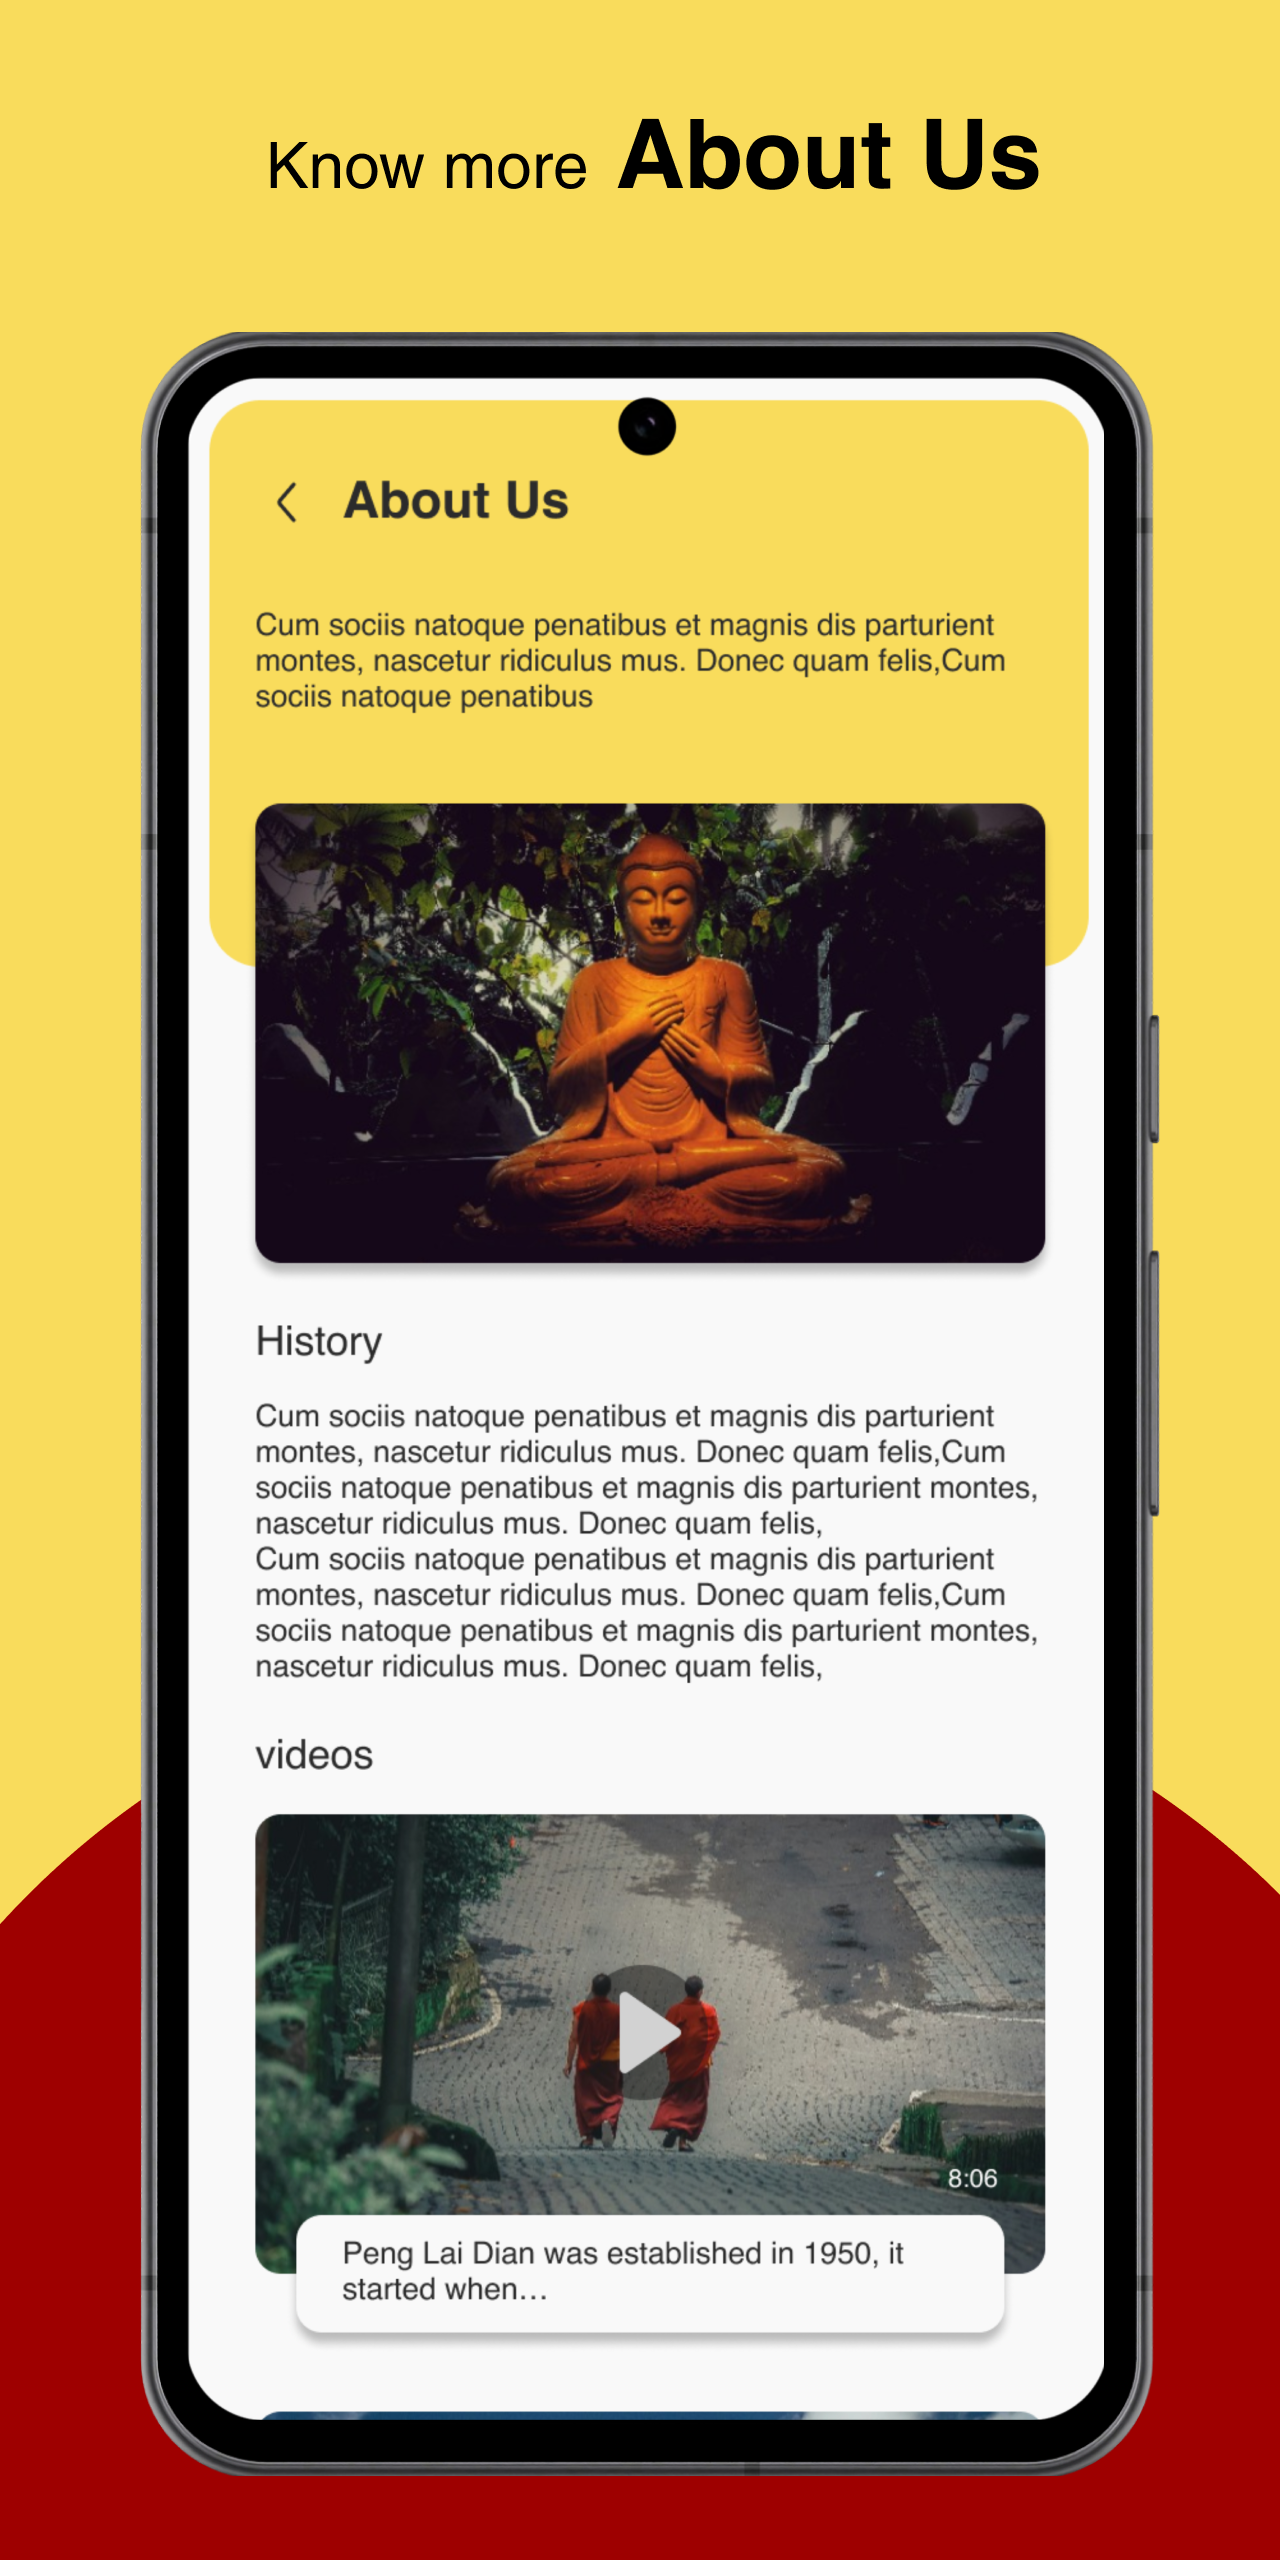 Know more About Us
About Us
Cum sociis natoque penatibus et magnis dis parturient
montes, nascetur ridiculus mus. Donec quam felis,Cum
sociis natoque penatibus
History
Cum sociis natoque penatibus et magnis dis parturient
montes, nascetur ridiculus mus. Donec quam felis,Cum
sociis natoque penatibus et magnis dis parturient montes,
nascetur ridiculus mus. Donec quam felis,
Cum sociis natoque penatibus et magnis dis parturient
montes, nascetur ridiculus mus. Donec quam felis,Cum
sociis natoque penatibus et magnis dis parturient montes,
nascetur ridiculus mus. Donec quam felis,
videos
8:06
Peng Lai Dian was established in 1950, it
started when...